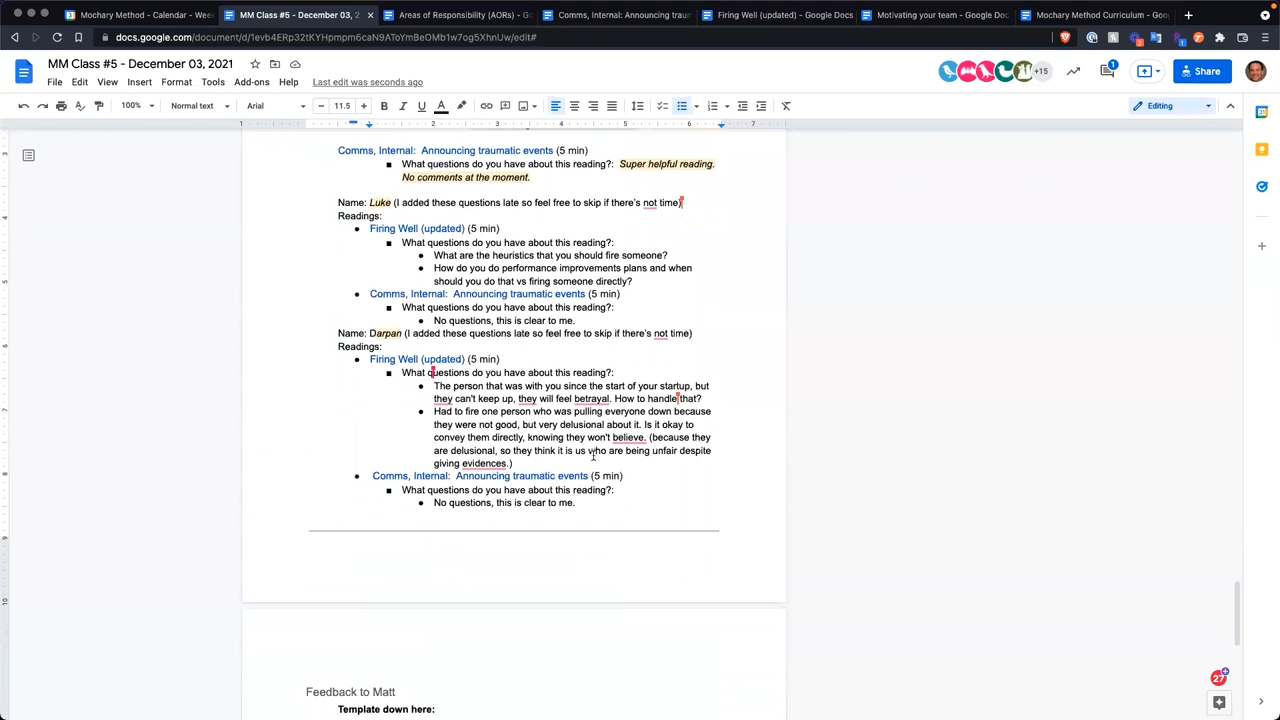 Mochary Method - Calendar - Week
MM Class #5 - December 03, 2
Areas of Responsibility (AORs) -
Comms, Internal: Announcing traum
Firing Well (updated) - Google Docs
Motivating your team - Google Doc
Mochary Method Curriculum - Goog
docs.google.com/document/d/1evb4ERp32tKYHpmpm6caN9AToYmBeOMb1w7og5XhnUw/edit#
MM Class #5 - December 03, 2021
File Edit View Insert Format Tools Add-ons Help Last edit was seconds ago
+15
1
Share
100% Normal text Arial 11.5 Editing
1 2 3 4 5 6 7
Comms, Internal: Announcing traumatic events (5 min)
■ What questions do you have about this reading?: Super helpful reading.
No comments at the moment.
Name: Luke (I added these questions late so feel free to skip if there's not time)
Readings:
● Firing Well (updated) (5 min)
■ What questions do you have about this reading?:
● What are the heuristics that you should fire someone?
● How do you do performance improvements plans and when
should you do that vs firing someone directly?
● Comms, Internal: Announcing traumatic events (5 min)
■ What questions do you have about this reading?:
● No questions, this is clear to me.
Name: Darpan (I added these questions late so feel free to skip if there's not time)
Readings:
● Firing Well (updated) (5 min)
■ What questions do you have about this reading?:
● The person that was with you since the start of your startup, but
they can't keep up, they will feel betrayal. How to handle that?
● Had to fire one person who was pulling everyone down because
they were not good, but very delusional about it. Is it okay to
convey them directly, knowing they won't believe. (because they
are delusional, so they think it is us who are being unfair despite
giving evidences.)
● Comms, Internal: Announcing traumatic events (5 min)
■ What questions do you have about this reading?:
● No questions, this is clear to me.
Feedback to Matt
Template down here:
27